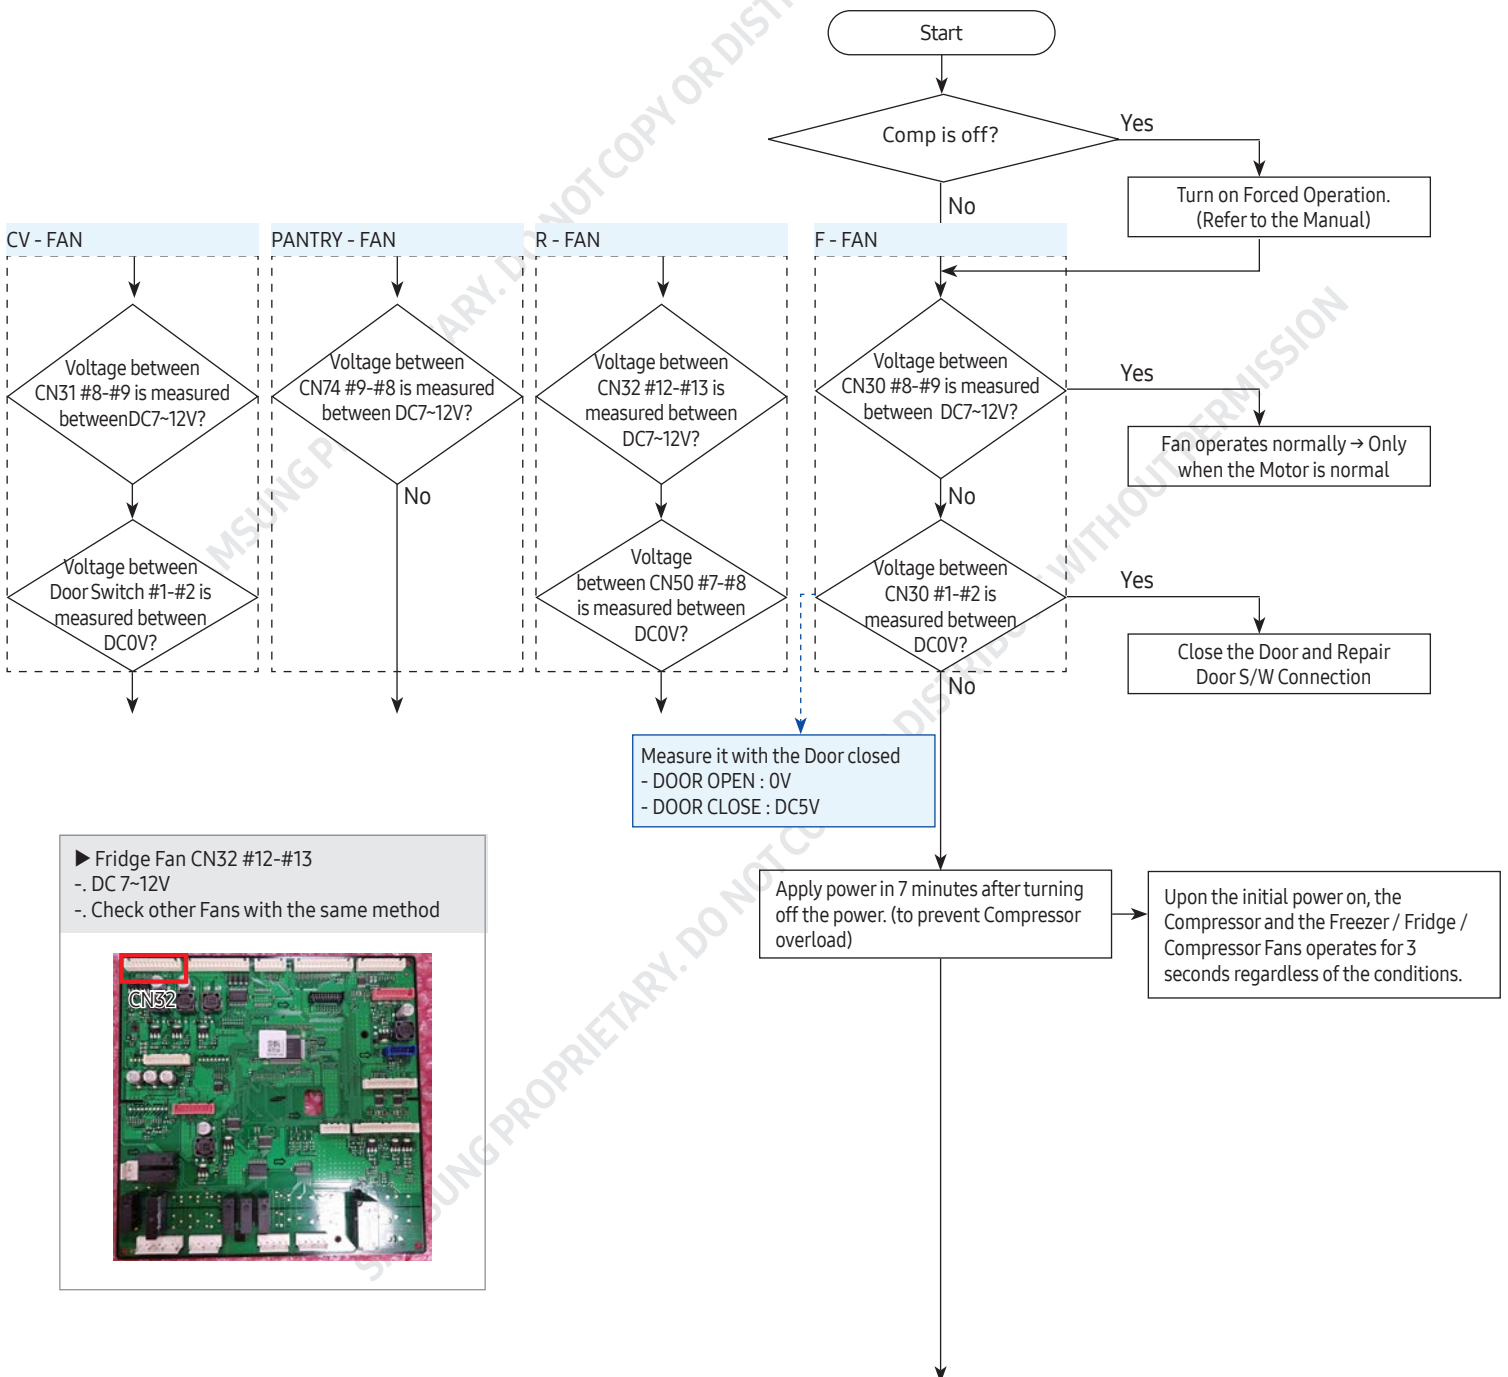 Start
Comp is off?
Yes
No
Turn on Forced Operation.
(Refer to the Manual)
CV - FAN
PANTRY - FAN
R - FAN
F - FAN
Voltage between
CN31 #8-#9 is measured
betweenDC7~12V?
Voltage between
CN74 #9-#8 is measured
between DC7~12V?
Voltage between
CN32 #12-#13 is
measured between
DC7~12V?
Voltage between
CN30 #8-#9 is measured
between DC7~12V?
Yes
Fan operates normally → Only
when the Motor is normal
No
No
Voltage between
Door Switch #1-#2 is
measured between
DC0V?
Voltage
between CN50 #7-#8
is measured between
DC0V?
Voltage between
CN30 #1-#2 is
measured between
DC0V?
Yes
Close the Door and Repair
Door S/W Connection
No
Measure it with the Door closed
- DOOR OPEN : 0V
- DOOR CLOSE : DC5V
▶ Fridge Fan CN32 #12-#13
-. DC 7~12V
-. Check other Fans with the same method
CN32
Apply power in 7 minutes after turning
off the power. (to prevent Compressor
overload)
Upon the initial power on, the
Compressor and the Freezer / Fridge /
Compressor Fans operates for 3
seconds regardless of the conditions.